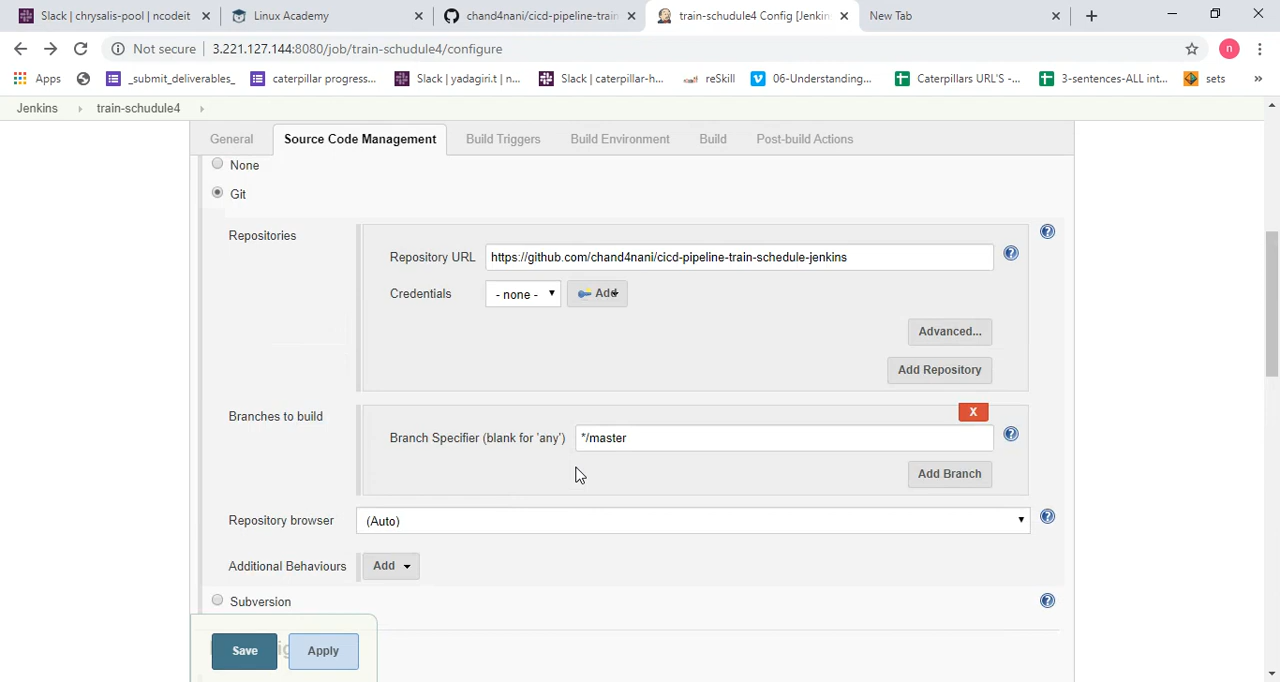 Slack | chrysalis-pool | ncodeit
Linux Academy
chand4nani/cicd-pipeline-train
train-schudule4 Config [Jenkin
New Tab
Not secure | 3.221.127.144:8080/job/train-schudule4/configure
n
Apps
_submit_deliverables_
caterpillar progress...
Slack | yadagiri.t | n...
Slack | caterpillar-h...
reSkill
06-Understanding...
Caterpillars URL'S -...
3-sentences-ALL int...
sets
»
Jenkins
train-schudule4
General
Source Code Management
Build Triggers
Build Environment
Build
Post-build Actions
None
Git
Repositories
Repository URL
https://github.com/chand4nani/cicd-pipeline-train-schedule-jenkins
Credentials
- none -
Add
Advanced...
Add Repository
Branches to build
X
Branch Specifier (blank for 'any')
*/master
Add Branch
Repository browser
(Auto)
Additional Behaviours
Add
Subversion
Save
Apply